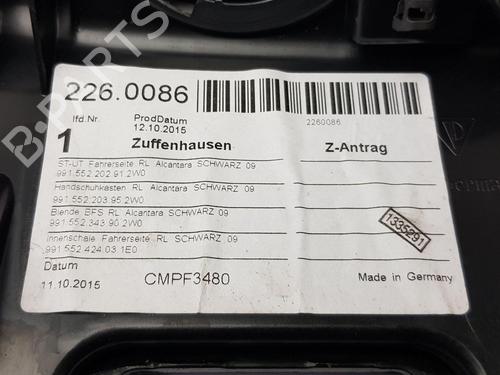 226.0086
2260086
lfd.Nr.
ProdDatum
12.10.2015
1
Zuffenhausen
Z-Antrag
ST-UT Fahrerseite RL Alcantara SCHWARZ 09
991.552.202.91.2W0
Handschuhkasten RL Alcantara SCHWARZ 09
991.552.203.95.2W0
Blende BFS RL Alcantara SCHWARZ 09
991.552.343.90.2W0
Innenschale Fahrerseite RL SCHWARZ 09
991.552.424.03.1E0
1335291
Datum
11.10.2015
CMPF3480
Made in Germany
B-PARTS